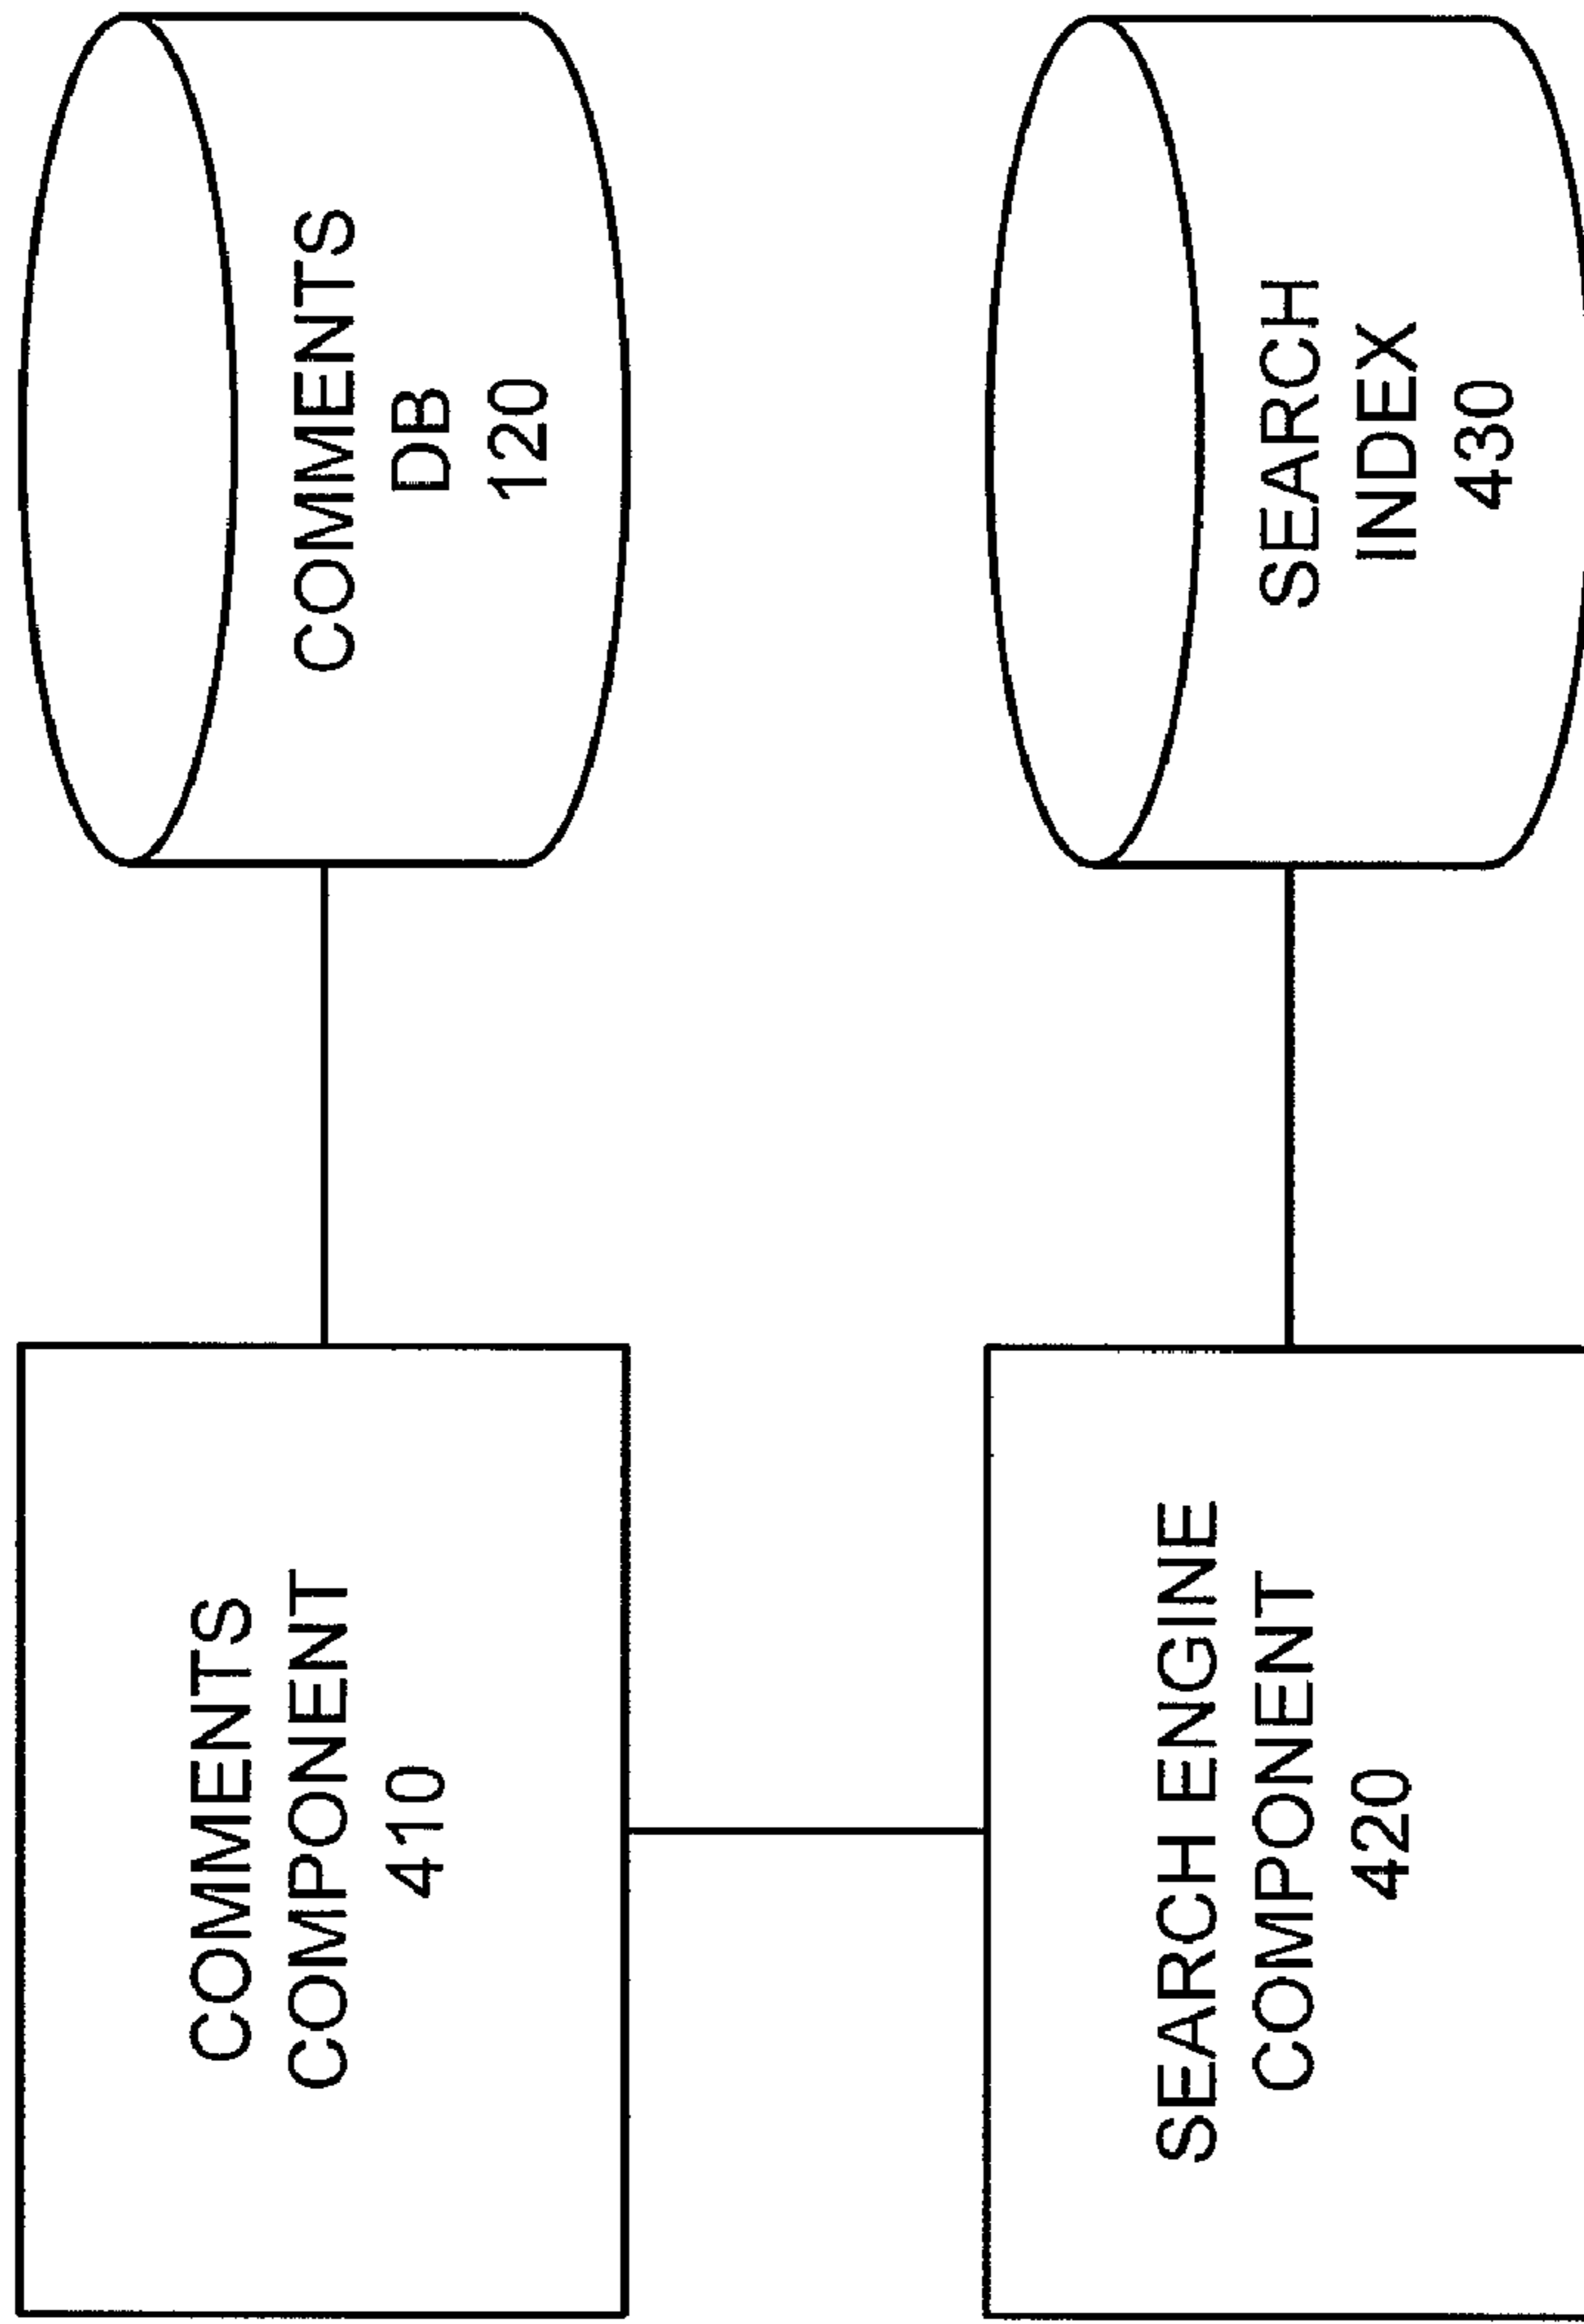 COMMENTS
COMPONENT
410
COMMENTS
DB
120
SEARCH ENGINE
COMPONENT
420
SEARCH
INDEX
430